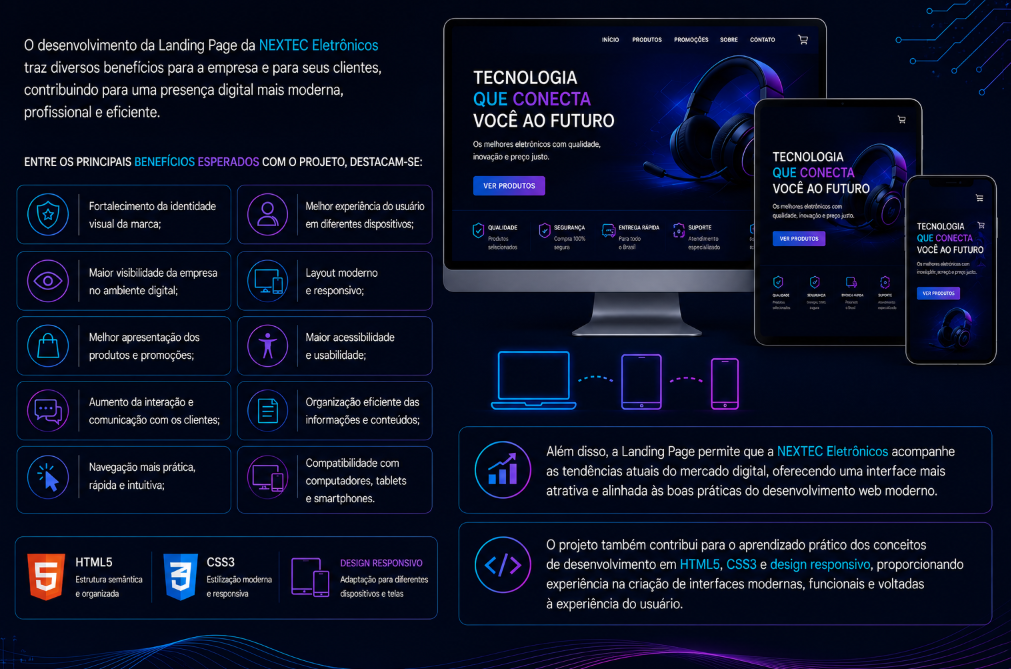 O desenvolvimento da Landing Page da NEXTEC Eletrônicos
traz diversos benefícios para a empresa e para seus clientes,
contribuindo para uma presença digital mais moderna,
profissional e eficiente.
ENTRE OS PRINCIPAIS BENEFÍCIOS ESPERADOS COM O PROJETO, DESTACAM-SE:
Fortalecimento da identidade
visual da marca;
Melhor experiência do usuário
em diferentes dispositivos;
Maior visibilidade da empresa
no ambiente digital;
Layout moderno
e responsivo;
Melhor apresentação dos
produtos e promoções;
Maior acessibilidade
e usabilidade;
Aumento da interação e
comunicação com os clientes;
Organização eficiente das
informações e conteúdos;
Navegação mais prática,
rápida e intuitiva;
Compatibilidade com
computadores, tablets
e smartphones.
HTML5
Estrutura semântica
e organizada
CSS3
Estilização moderna
e responsiva
DESIGN RESPONSIVO
Adaptação para diferentes
dispositivos e telas
INÍCIO PRODUTOS PROMOÇÕES SOBRE CONTATO
TECNOLOGIA
QUE CONECTA
VOCÊ AO FUTURO
Os melhores eletrônicos com qualidade,
inovação e preço justo.
VER PRODUTOS
QUALIDADE
Produtos
selecionados
SEGURANÇA
Compra 100%
segura
ENTREGA RÁPIDA
Para todo
o Brasil
SUPORTE
Atendimento
especializado
TECNOLOGIA
QUE CONECTA
VOCÊ AO FUTURO
Os melhores eletrônicos com
qualidade, inovação e preço justo.
VER PRODUTOS
QUALIDADE
SEGURANÇA
SUPORTE
TECNOLOGIA
QUE CONECTA
VOCÊ AO FUTURO
Os melhores eletrônicos com
VER PRODUTOS
Além disso, a Landing Page permite que a NEXTEC Eletrônicos acompanhe
as tendências atuais do mercado digital, oferecendo uma interface mais
atrativa e alinhada às boas práticas do desenvolvimento web moderno.
O projeto também contribui para o aprendizado prático dos conceitos
de desenvolvimento em HTML5, CSS3 e design responsivo, proporcionando
experiência na criação de interfaces modernas, funcionais e voltadas
à experiência do usuário.